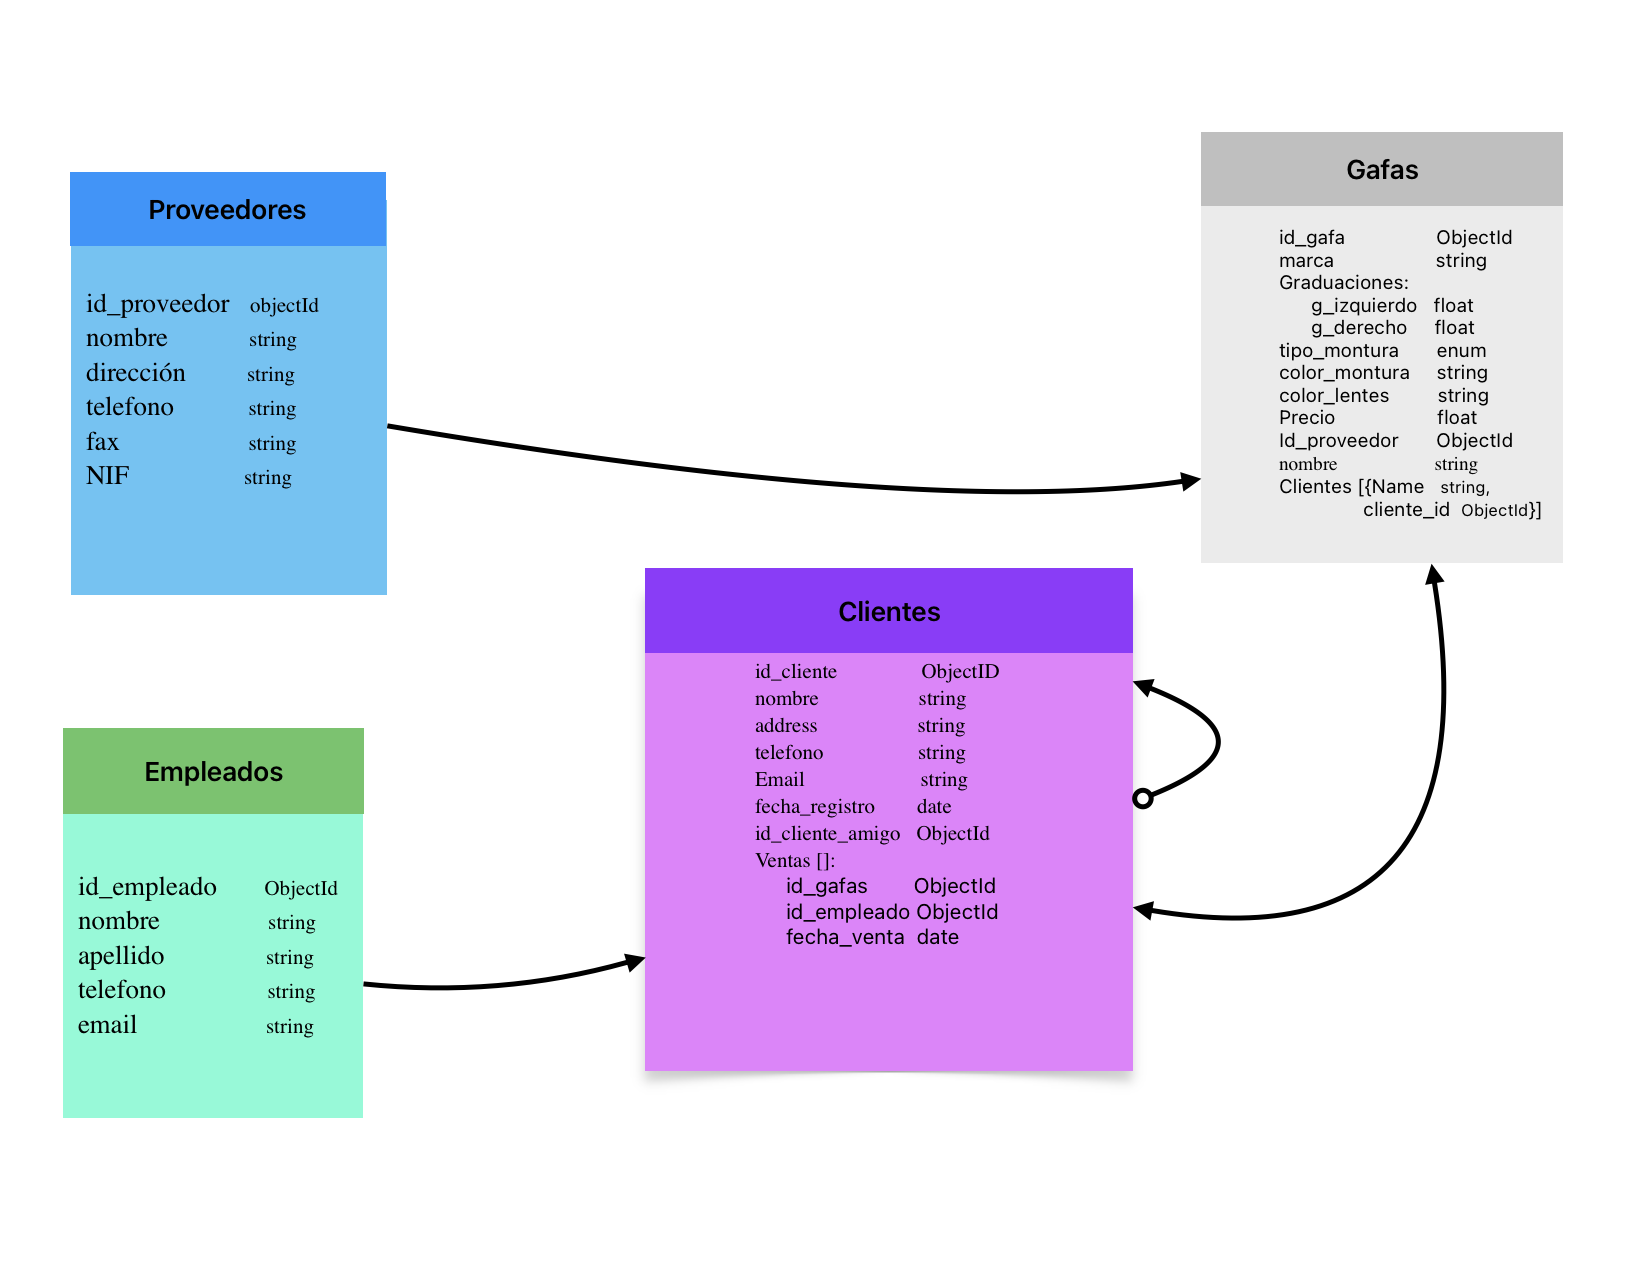 Proveedores
id_proveedor objectId
nombre string
dirección string
telefono string
fax string
NIF string
Gafas
id_gafa ObjectId
marca string
Graduaciones:
g_izquierdo float
g_derecho float
tipo_montura enum
color_montura string
color_lentes string
Precio float
Id_proveedor ObjectId
nombre string
Clientes [{Name string,
cliente_id ObjectId}]
Clientes
id_cliente ObjectID
nombre string
address string
telefono string
Email string
fecha_registro date
id_cliente_amigo ObjectId
Ventas []:
id_gafas ObjectId
id_empleado ObjectId
fecha_venta date
Empleados
id_empleado ObjectId
nombre string
apellido string
telefono string
email string